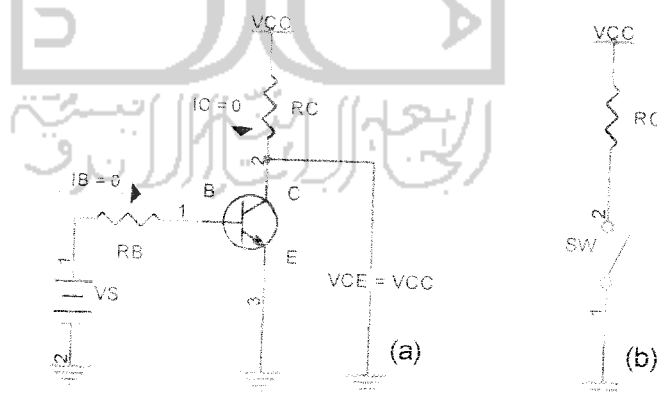 VCC
IC=0
RC
2
IB=0
B
C
1
RB
E
1
VS
VCE = VCC
3
2
(a)
VCC
RC
2
SW
1
(b)